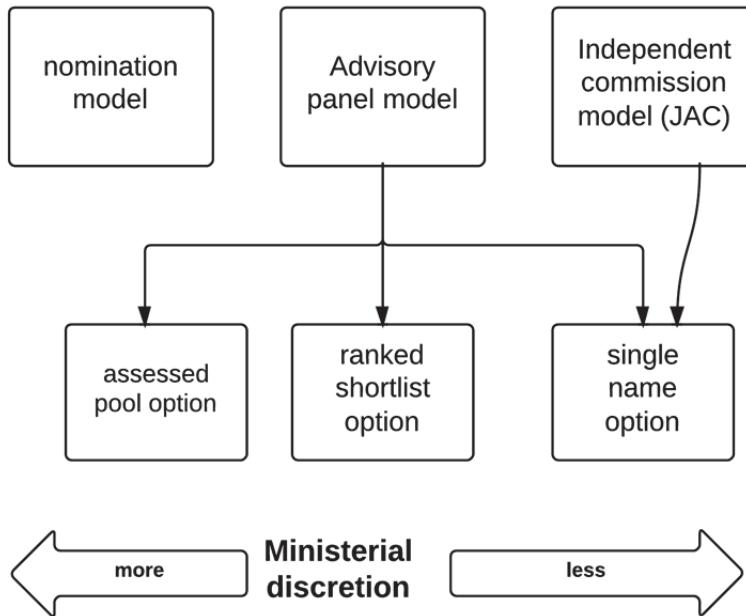 nomination
model
Advisory
panel model
Independent
commission
model (JAC)
assessed
pool option
ranked
shortlist
option
single
name
option
more
Ministerial
discretion
less